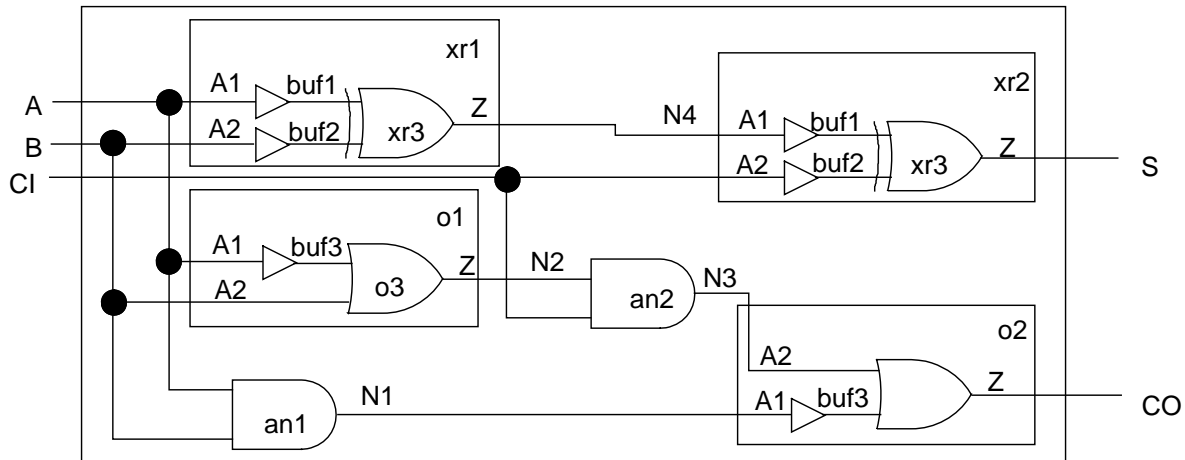 xr1
xr2
A1
buf1
A
Z
N4
A1
buf1
A2
buf2
xr3
B
Z
S
A2
buf2
xr3
CI
o1
A1
buf3
Z
N2
N3
A2
o3
an2
o2
A2
Z
N1
A1
buf3
CO
an1